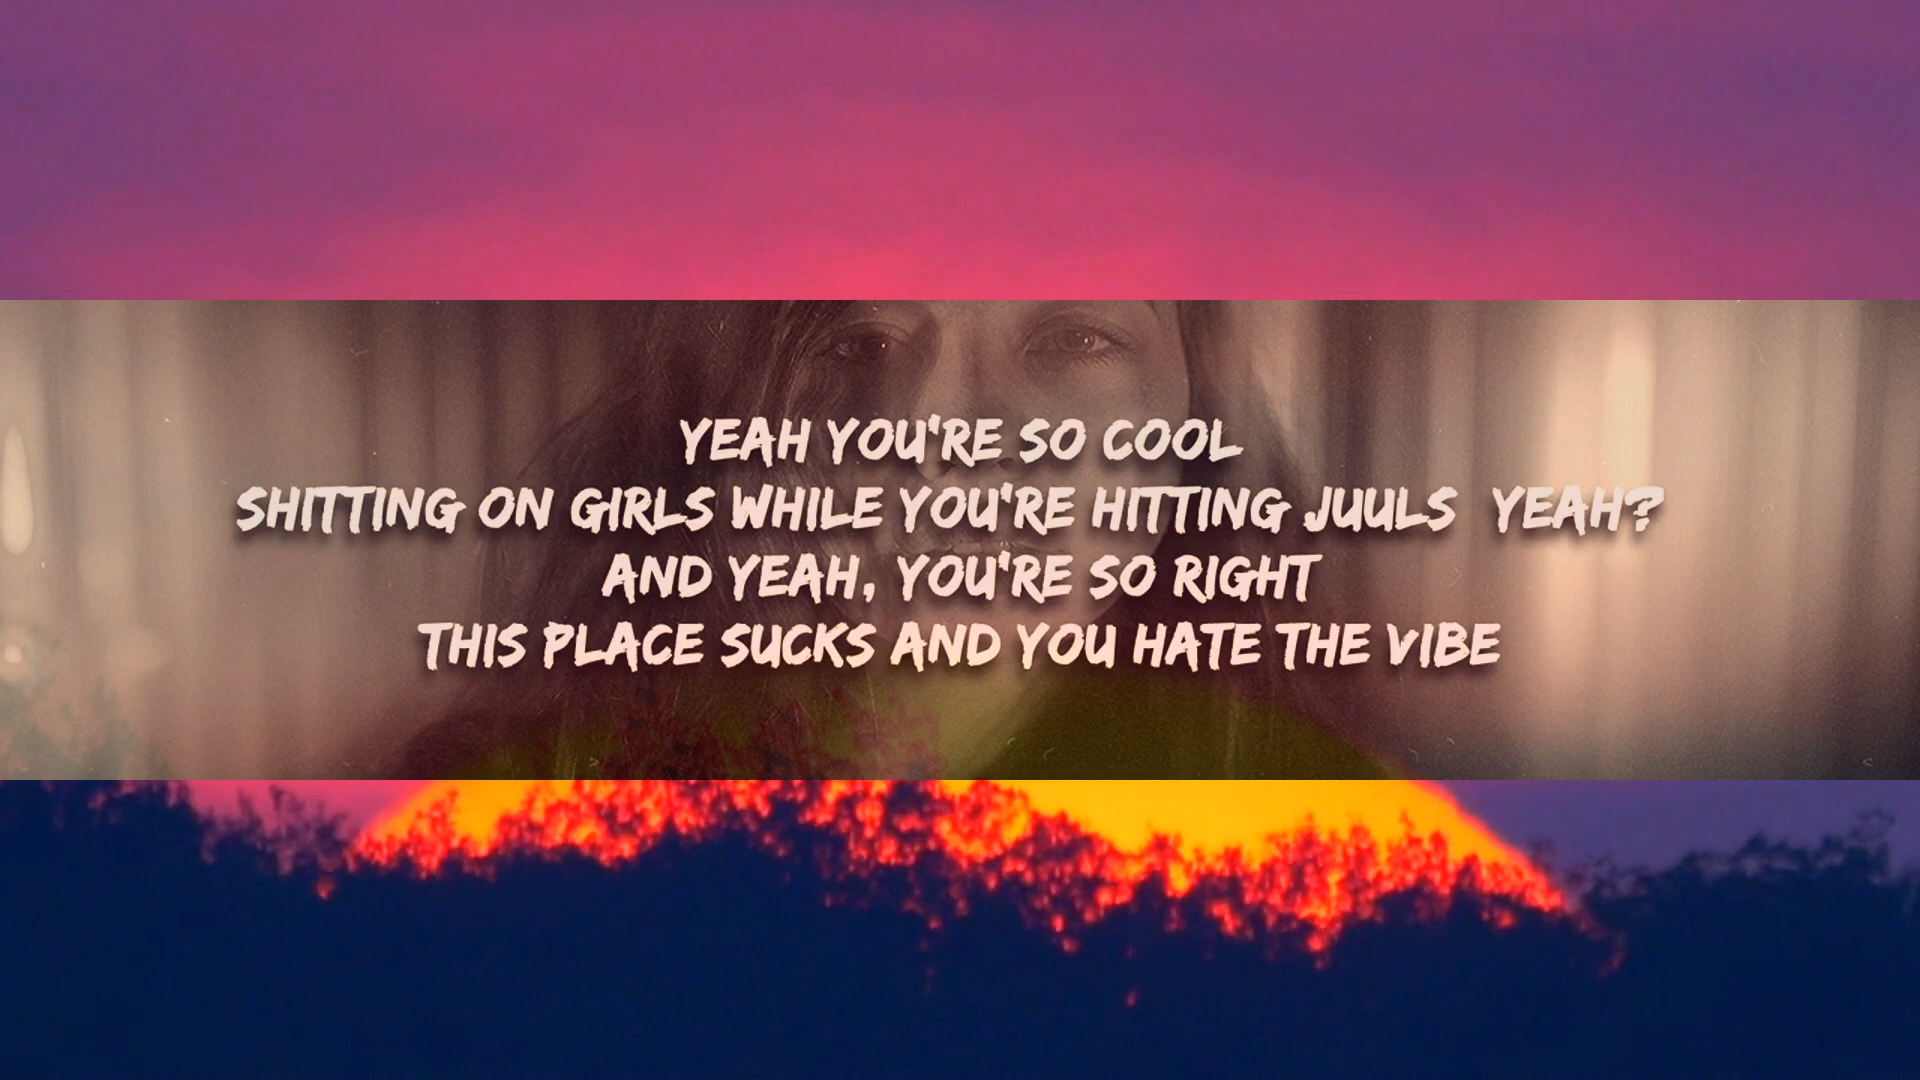 YEAH YOU'RE SO COOL
SHITTING ON GIRLS WHILE YOU'RE HITTING JUULS YEAH?
AND YEAH, YOU'RE SO RIGHT
THIS PLACE SUCKS AND YOU HATE THE VIBE